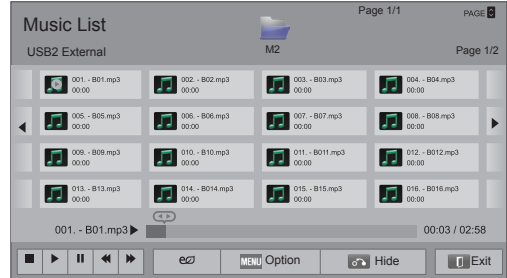 Page 1/1
PAGE
Music List
USB2 External
M2
Page 1/2
001. - B01.mp3
00:00
002. - B02.mp3
00:00
003. - B03.mp3
00:00
004. - B04.mp3
00:00
005. - B05.mp3
00:00
006. - B06.mp3
00:00
007. - B07.mp3
00:00
008. - B08.mp3
00:00
009. - B09.mp3
00:00
010. - B10.mp3
00:00
011. - B011.mp3
00:00
012. - B012.mp3
00:00
013. - B13.mp3
00:00
014. - B014.mp3
00:00
015. - B15.mp3
00:00
016. - B016.mp3
00:00
001. - B01.mp3
00:03 / 02:58
MENU Option
Hide
Exit